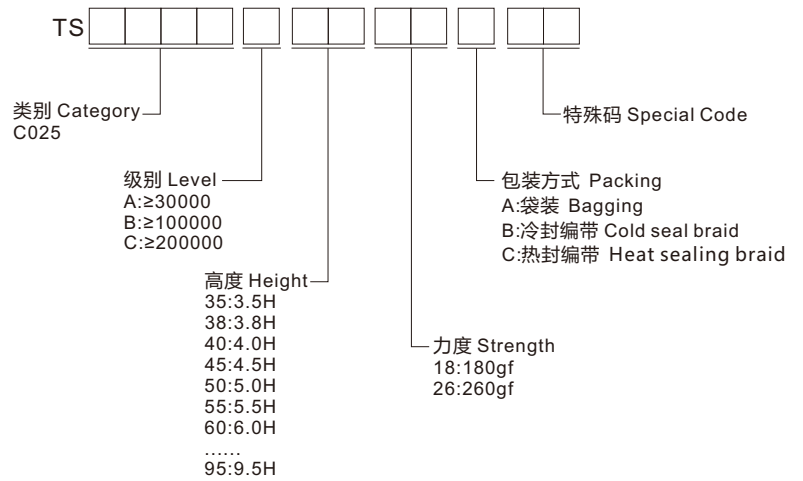 TS
类别 Category
C025
特殊码 Special Code
级别 Level
A:≥30000
B:≥100000
C:≥200000
包装方式 Packing
A:袋装 Bagging
B:冷封编带 Cold seal braid
C:热封编带 Heat sealing braid
高度 Height
35:3.5H
38:3.8H
40:4.0H
45:4.5H
50:5.0H
55:5.5H
60:6.0H
......
95:9.5H
力度 Strength
18:180gf
26:260gf